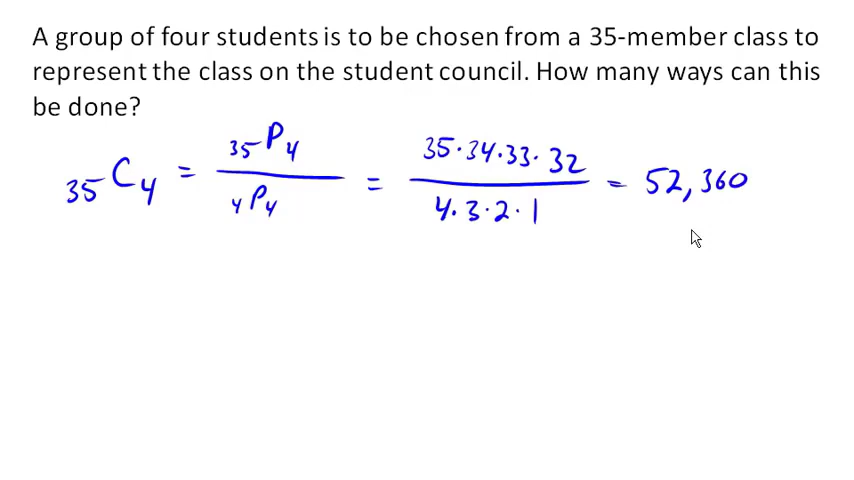 A group of four students is to be chosen from a 35-member class to
represent the class on the student council. How many ways can this
be done?
₃₅C₄ = ₃₅P₄ / ₄P₄ = 35·34·33·32 / 4·3·2·1 = 52,360